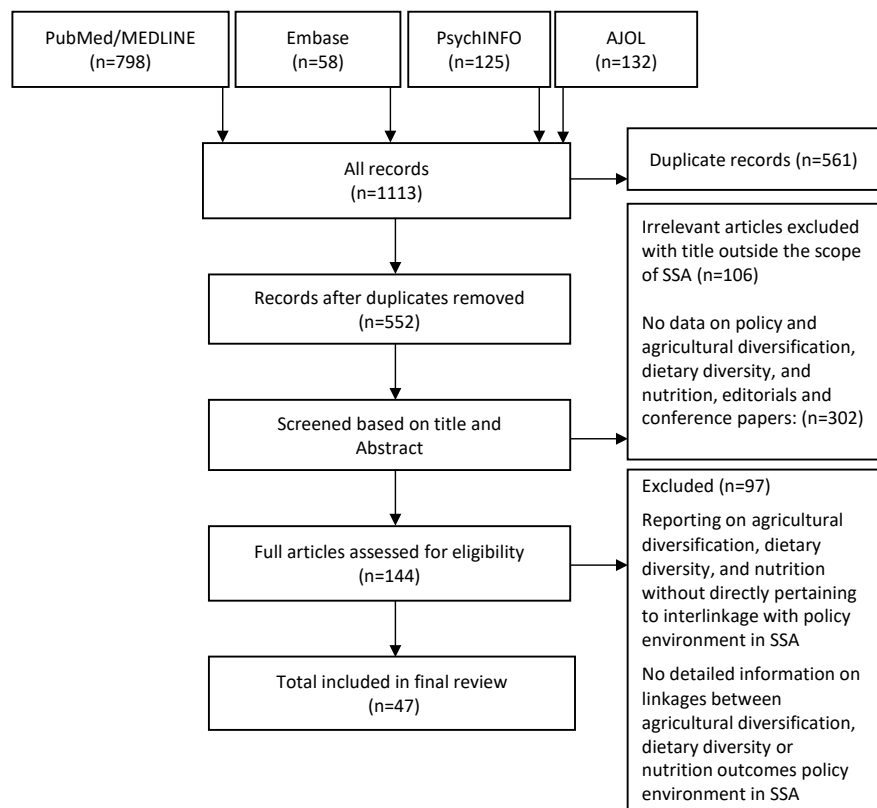 PubMed/MEDLINE
(n=798)
Embase
(n=58)
PsychINFO
(n=125)
AJOL
(n=132)
All records
(n=1113)
Duplicate records (n=561)
Records after duplicates removed
(n=552)
Irrelevant articles excluded
with title outside the scope
of SSA (n=106)
No data on policy and
agricultural diversification,
dietary diversity, and
nutrition, editorials and
conference papers: (n=302)
Screened based on title and
Abstract
Full articles assessed for eligibility
(n=144)
Excluded (n=97)
Reporting on agricultural
diversification, dietary
diversity, and nutrition
without directly pertaining
to interlinkage with policy
environment in SSA
No detailed information on
linkages between
agricultural diversification,
dietary diversity or
nutrition outcomes policy
environment in SSA
Total included in final review
(n=47)